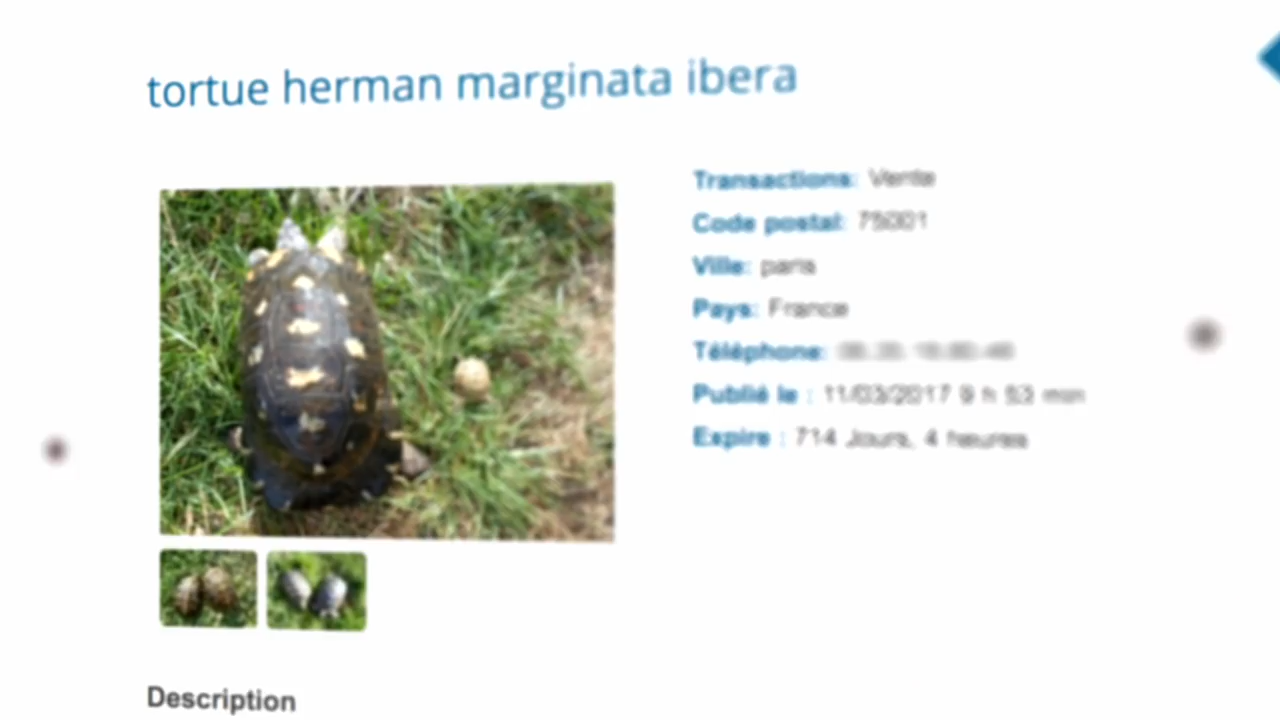 tortue herman marginata ibera
Transactions: Vente
Code postal: 75001
Ville: paris
Pays: France
Téléphone:
Publié le : 11/03/2017 9 h 53 min
Expire : 714 Jours, 4 heures
Description